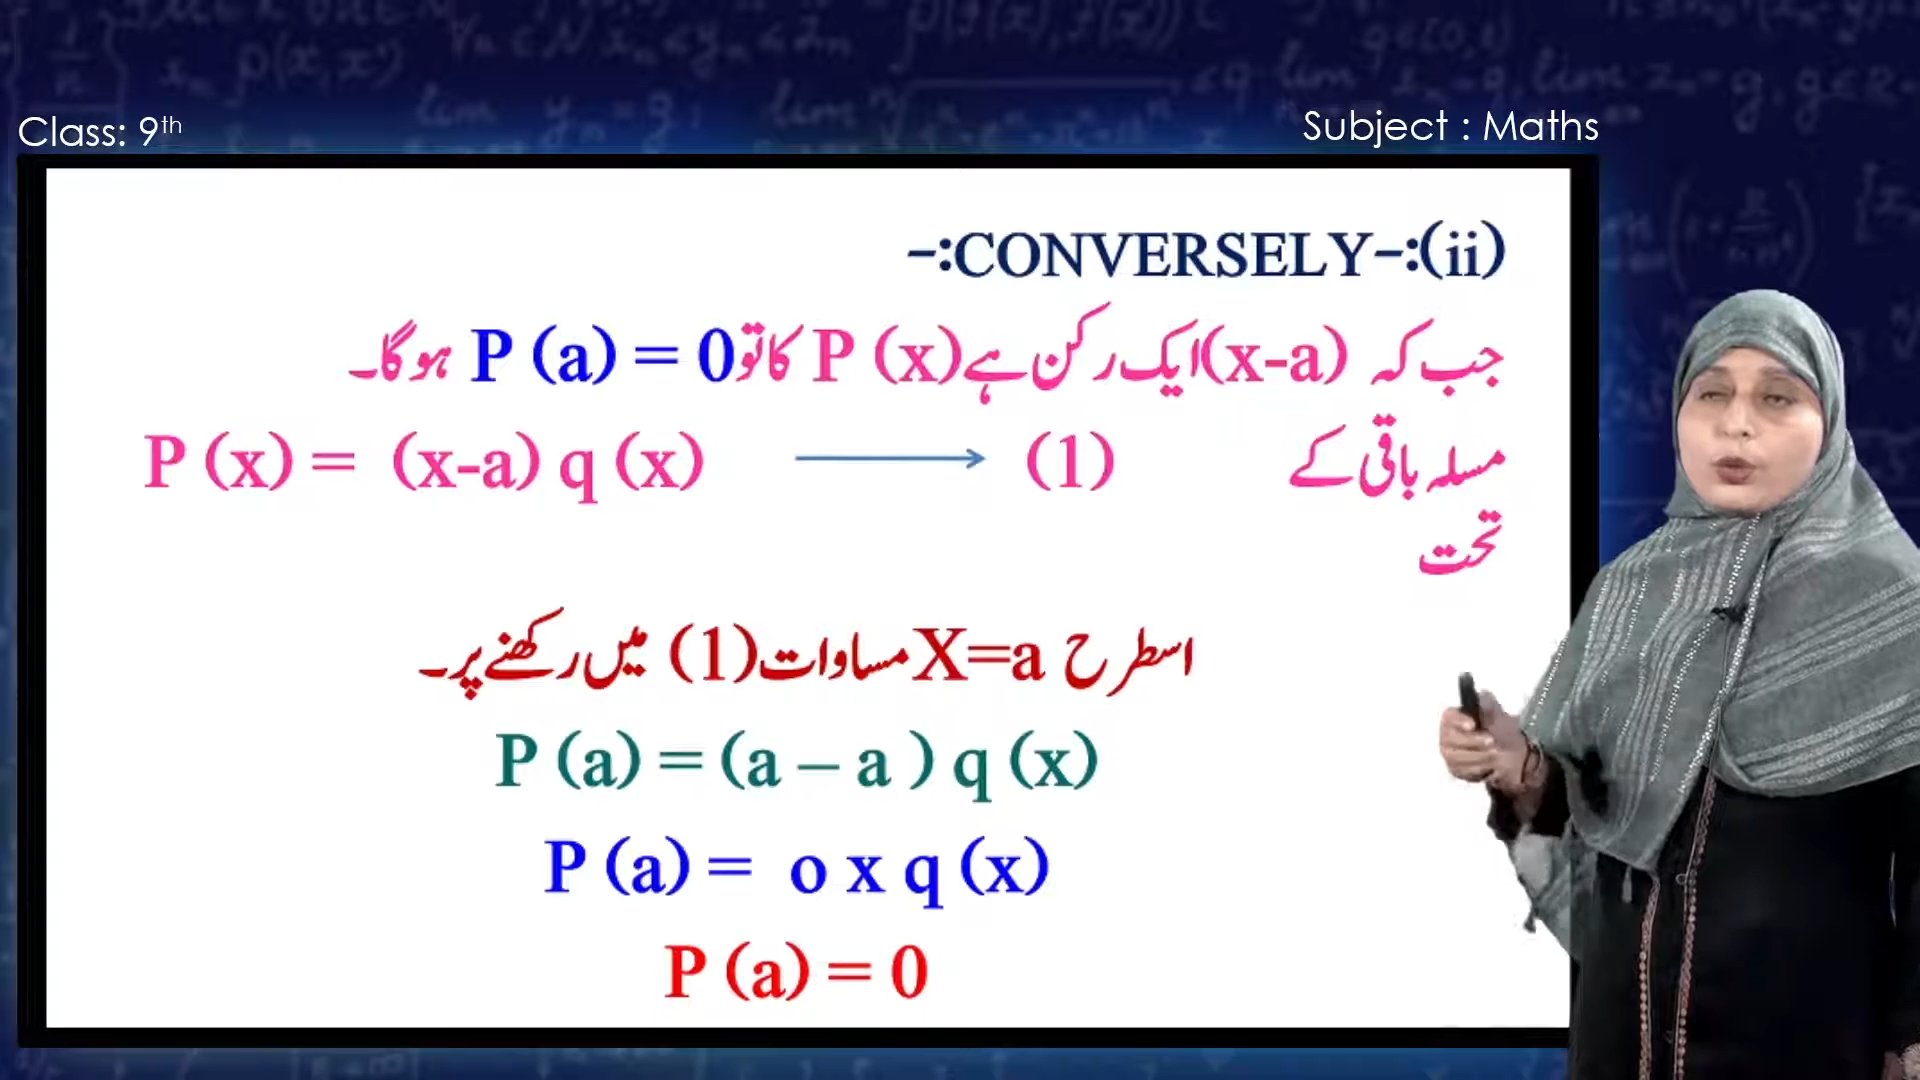 Class: 9th
Subject : Maths
(ii):-CONVERSELY:-
جب کہ (x-a)ایک رکن ہے P (x) کا تو P (a) = 0 ہوگا۔
مسلہ باقی کے P (x) = (x-a) q (x) ⟶ (1)
تحت
اسطرح X=a مساوات (1) میں رکھنے پر۔
P (a) = (a – a ) q (x)
P (a) = o x q (x)
P (a) = 0